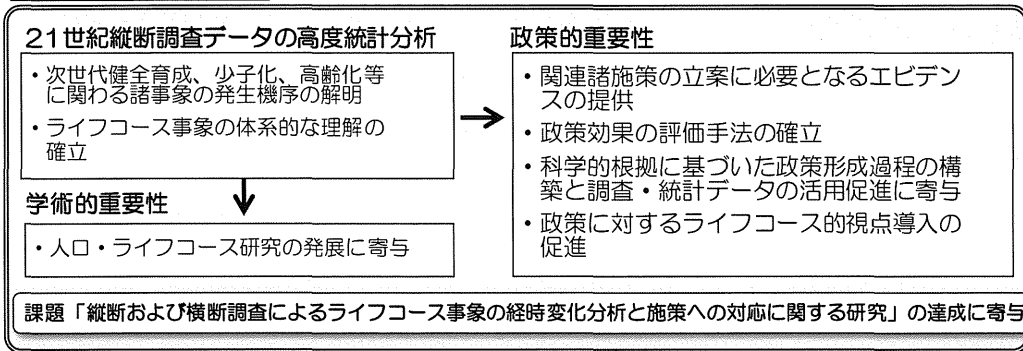 21世紀縦断調査データの高度統計分析
・次世代健全育成、少子化、高齢化等
に関わる諸事象の発生機序の解明
・ライフコース事象の体系的な理解の
確立
学術的重要性
・人口・ライフコース研究の発展に寄与
政策的重要性
・関連諸施策の立案に必要となるエビデン
スの提供
・政策効果の評価手法の確立
・科学的根拠に基づいた政策形成過程の構
築と調査・統計データの活用促進に寄与
・政策に対するライフコース的視点導入の
促進
課題「縦断および横断調査によるライフコース事象の経時変化分析と施策への対応に関する研究」の達成に寄与